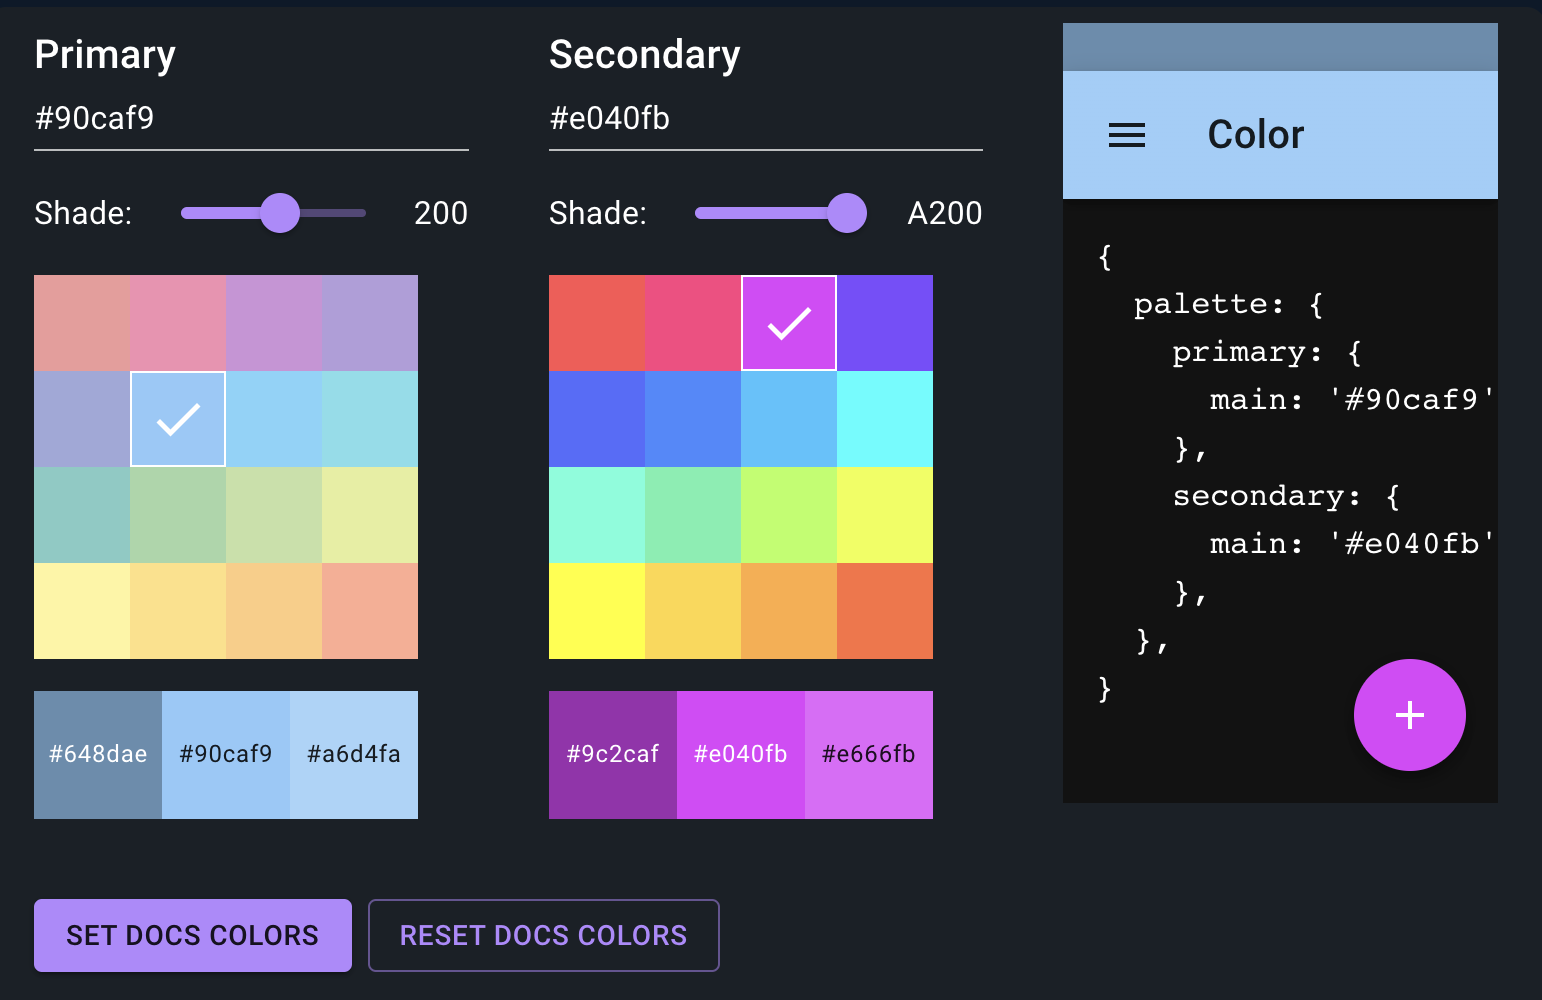 Primary
#90caf9
Shade: 200
#648dae #90caf9 #a6d4fa
Secondary
#e040fb
Shade: A200
#9c2caf #e040fb #e666fb
Color
{
  palette: {
    primary: {
      main: '#90caf9'
    },
    secondary: {
      main: '#e040fb'
    },
  },
}
+
SET DOCS COLORS
RESET DOCS COLORS